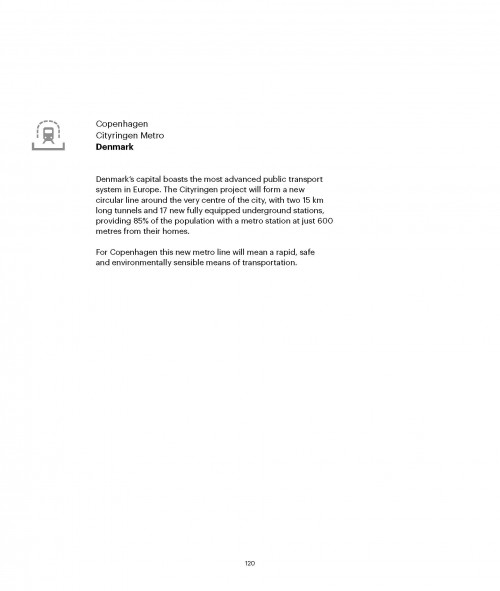 Copenhagen
Cityringen Metro
Denmark
Denmark's capital boasts the most advanced public transport
system in Europe. The Cityringen project will form a new
circular line around the very centre of the city, with two 15 km
long tunnels and 17 new fully equipped underground stations,
providing 85% of the population with a metro station at just 600
metres from their homes.
For Copenhagen this new metro line will mean a rapid, safe
and environmentally sensible means of transportation.
120